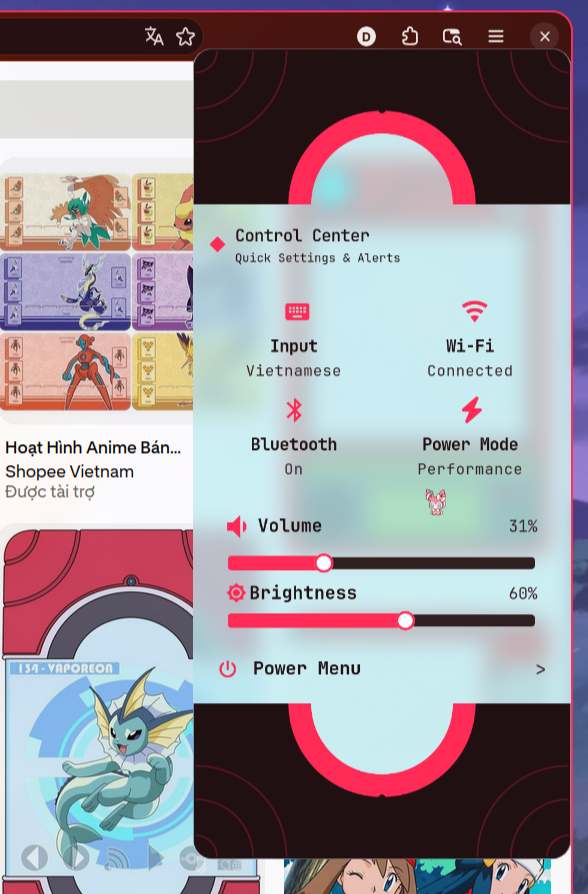 D
Control Center
Quick Settings & Alerts
Input
Vietnamese
Wi-Fi
Connected
Bluetooth
On
Power Mode
Performance
Volume
31%
Brightness
60%
Power Menu
>
Hoạt Hình Anime Bán...
Shopee Vietnam
Được tài trợ
134 - VAPOREON